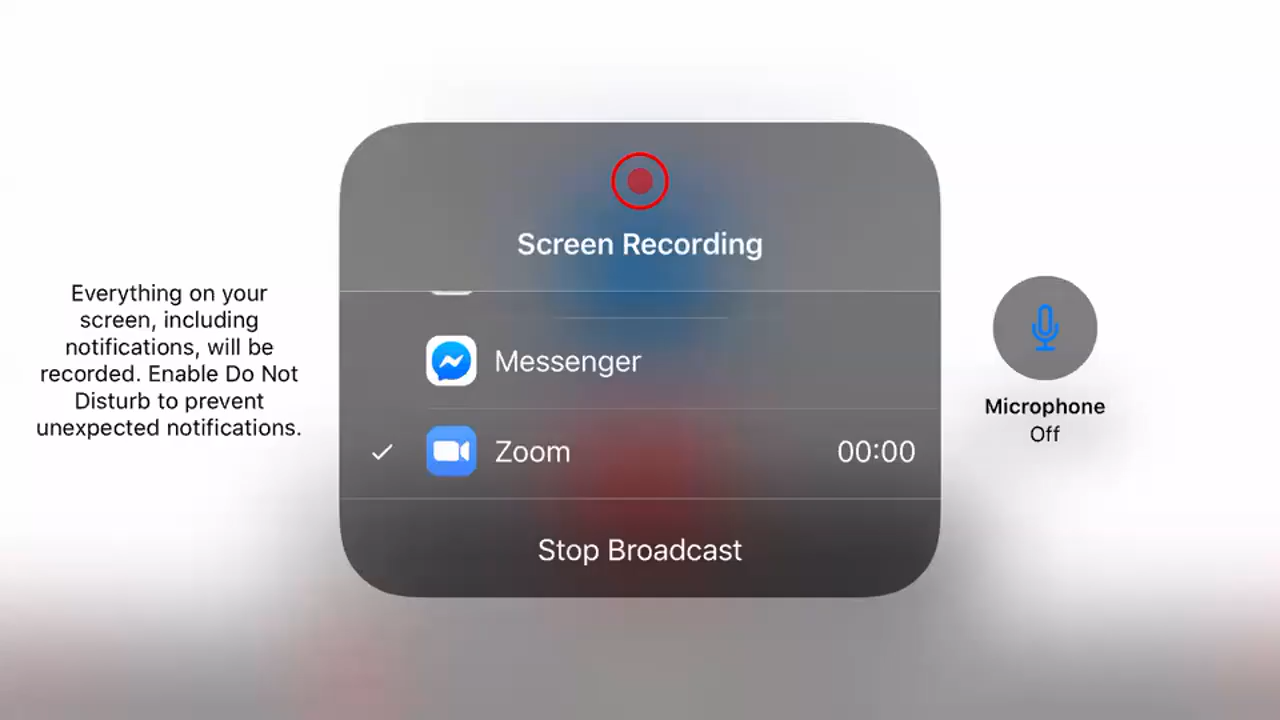 Screen Recording
Everything on your
screen, including
notifications, will be
recorded. Enable Do Not
Disturb to prevent
unexpected notifications.
Messenger
Zoom 00:00
Stop Broadcast
Microphone
Off